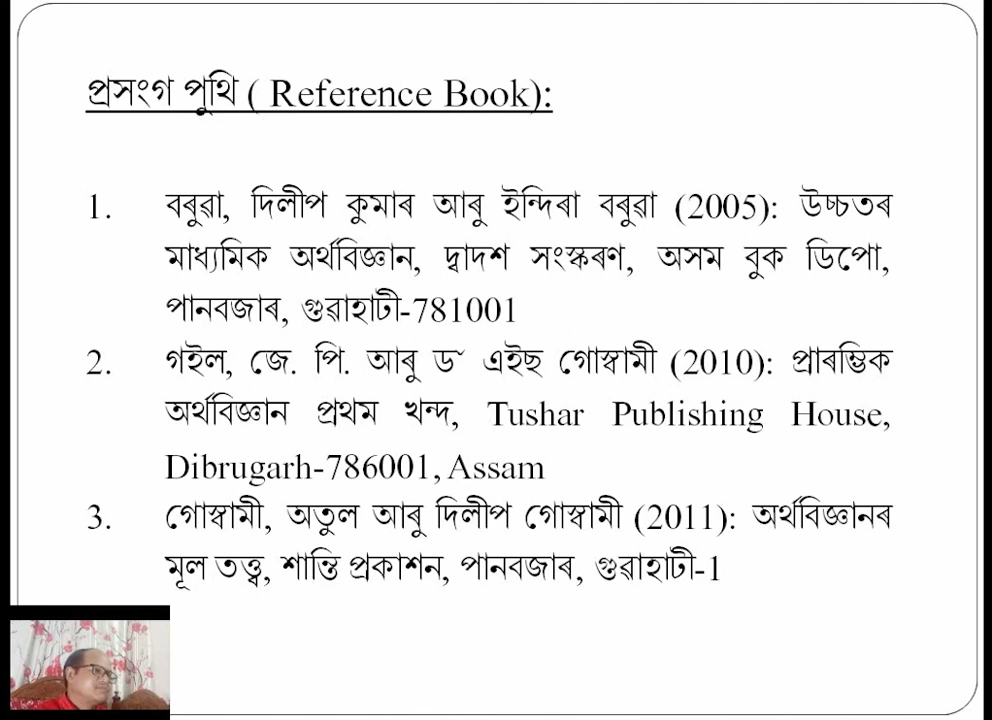 প্ৰসংগ পুথি ( Reference Book):
1. বৰুৱা, দিলীপ কুমাৰ আৰু ইন্দিৰা বৰুৱা (2005): উচ্চতৰ
মাধ্যমিক অৰ্থবিজ্ঞান, দ্বাদশ সংস্কৰণ, অসম বুক ডিপো,
পানবজাৰ, গুৱাহাটী-781001
2. গইল, জে. পি. আৰু ড˘ এইছ গোস্বামী (2010): প্ৰাৰম্ভিক
অৰ্থবিজ্ঞান প্ৰথম খন্দ, Tushar Publishing House,
Dibrugarh-786001, Assam
3. গোস্বামী, অতুল আৰু দিলীপ গোস্বামী (2011): অৰ্থবিজ্ঞানৰ
মূল তত্ত্ব, শান্তি প্ৰকাশন, পানবজাৰ, গুৱাহাটী-1